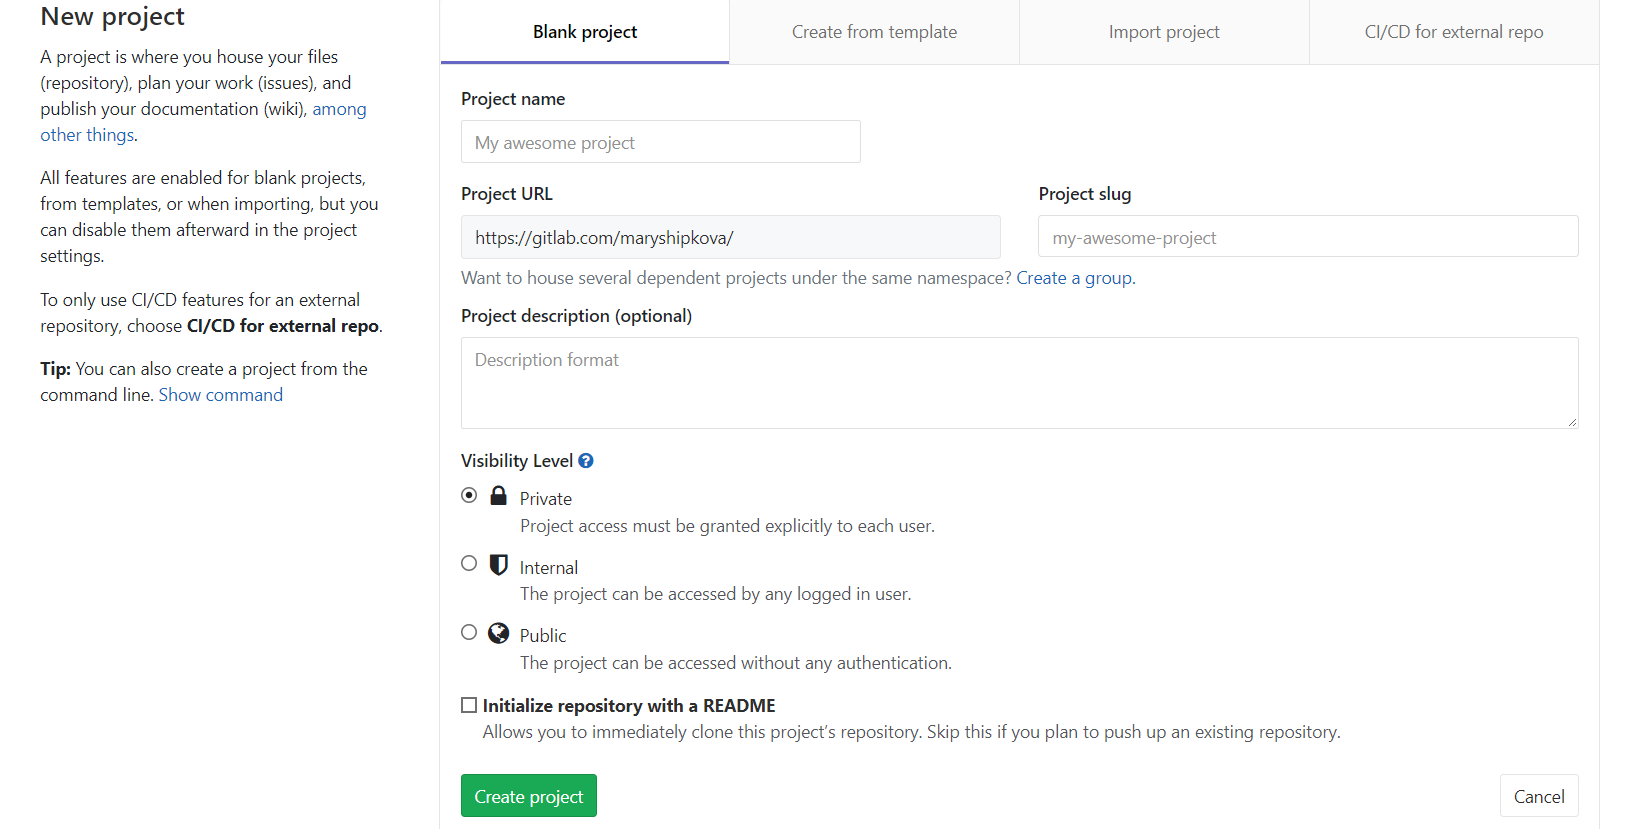 New project
A project is where you house your files
(repository), plan your work (issues), and
publish your documentation (wiki), among
other things.
All features are enabled for blank projects,
from templates, or when importing, but you
can disable them afterward in the project
settings.
To only use CI/CD features for an external
repository, choose CI/CD for external repo.
Tip: You can also create a project from the
command line. Show command
Blank project
Create from template
Import project
CI/CD for external repo
Project name
My awesome project
Project URL
Project slug
https://gitlab.com/maryshipkova/
my-awesome-project
Want to house several dependent projects under the same namespace? Create a group.
Project description (optional)
Description format
Visibility Level ?
Private
Project access must be granted explicitly to each user.
Internal
The project can be accessed by any logged in user.
Public
The project can be accessed without any authentication.
Initialize repository with a README
Allows you to immediately clone this project’s repository. Skip this if you plan to push up an existing repository.
Create project
Cancel